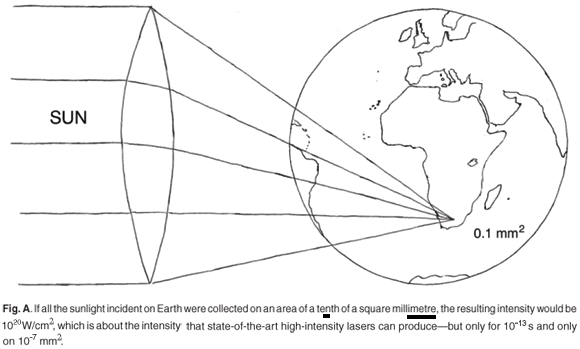 SUN
0.1 mm²
Fig. A. If all the sunlight incident on Earth were collected on an area of a tenth of a square millimetre, the resulting intensity would be
10²⁰W/cm², which is about the intensity that state-of-the-art high-intensity lasers can produce—but only for 10⁻¹³ s and only
on 10⁻⁷ mm².